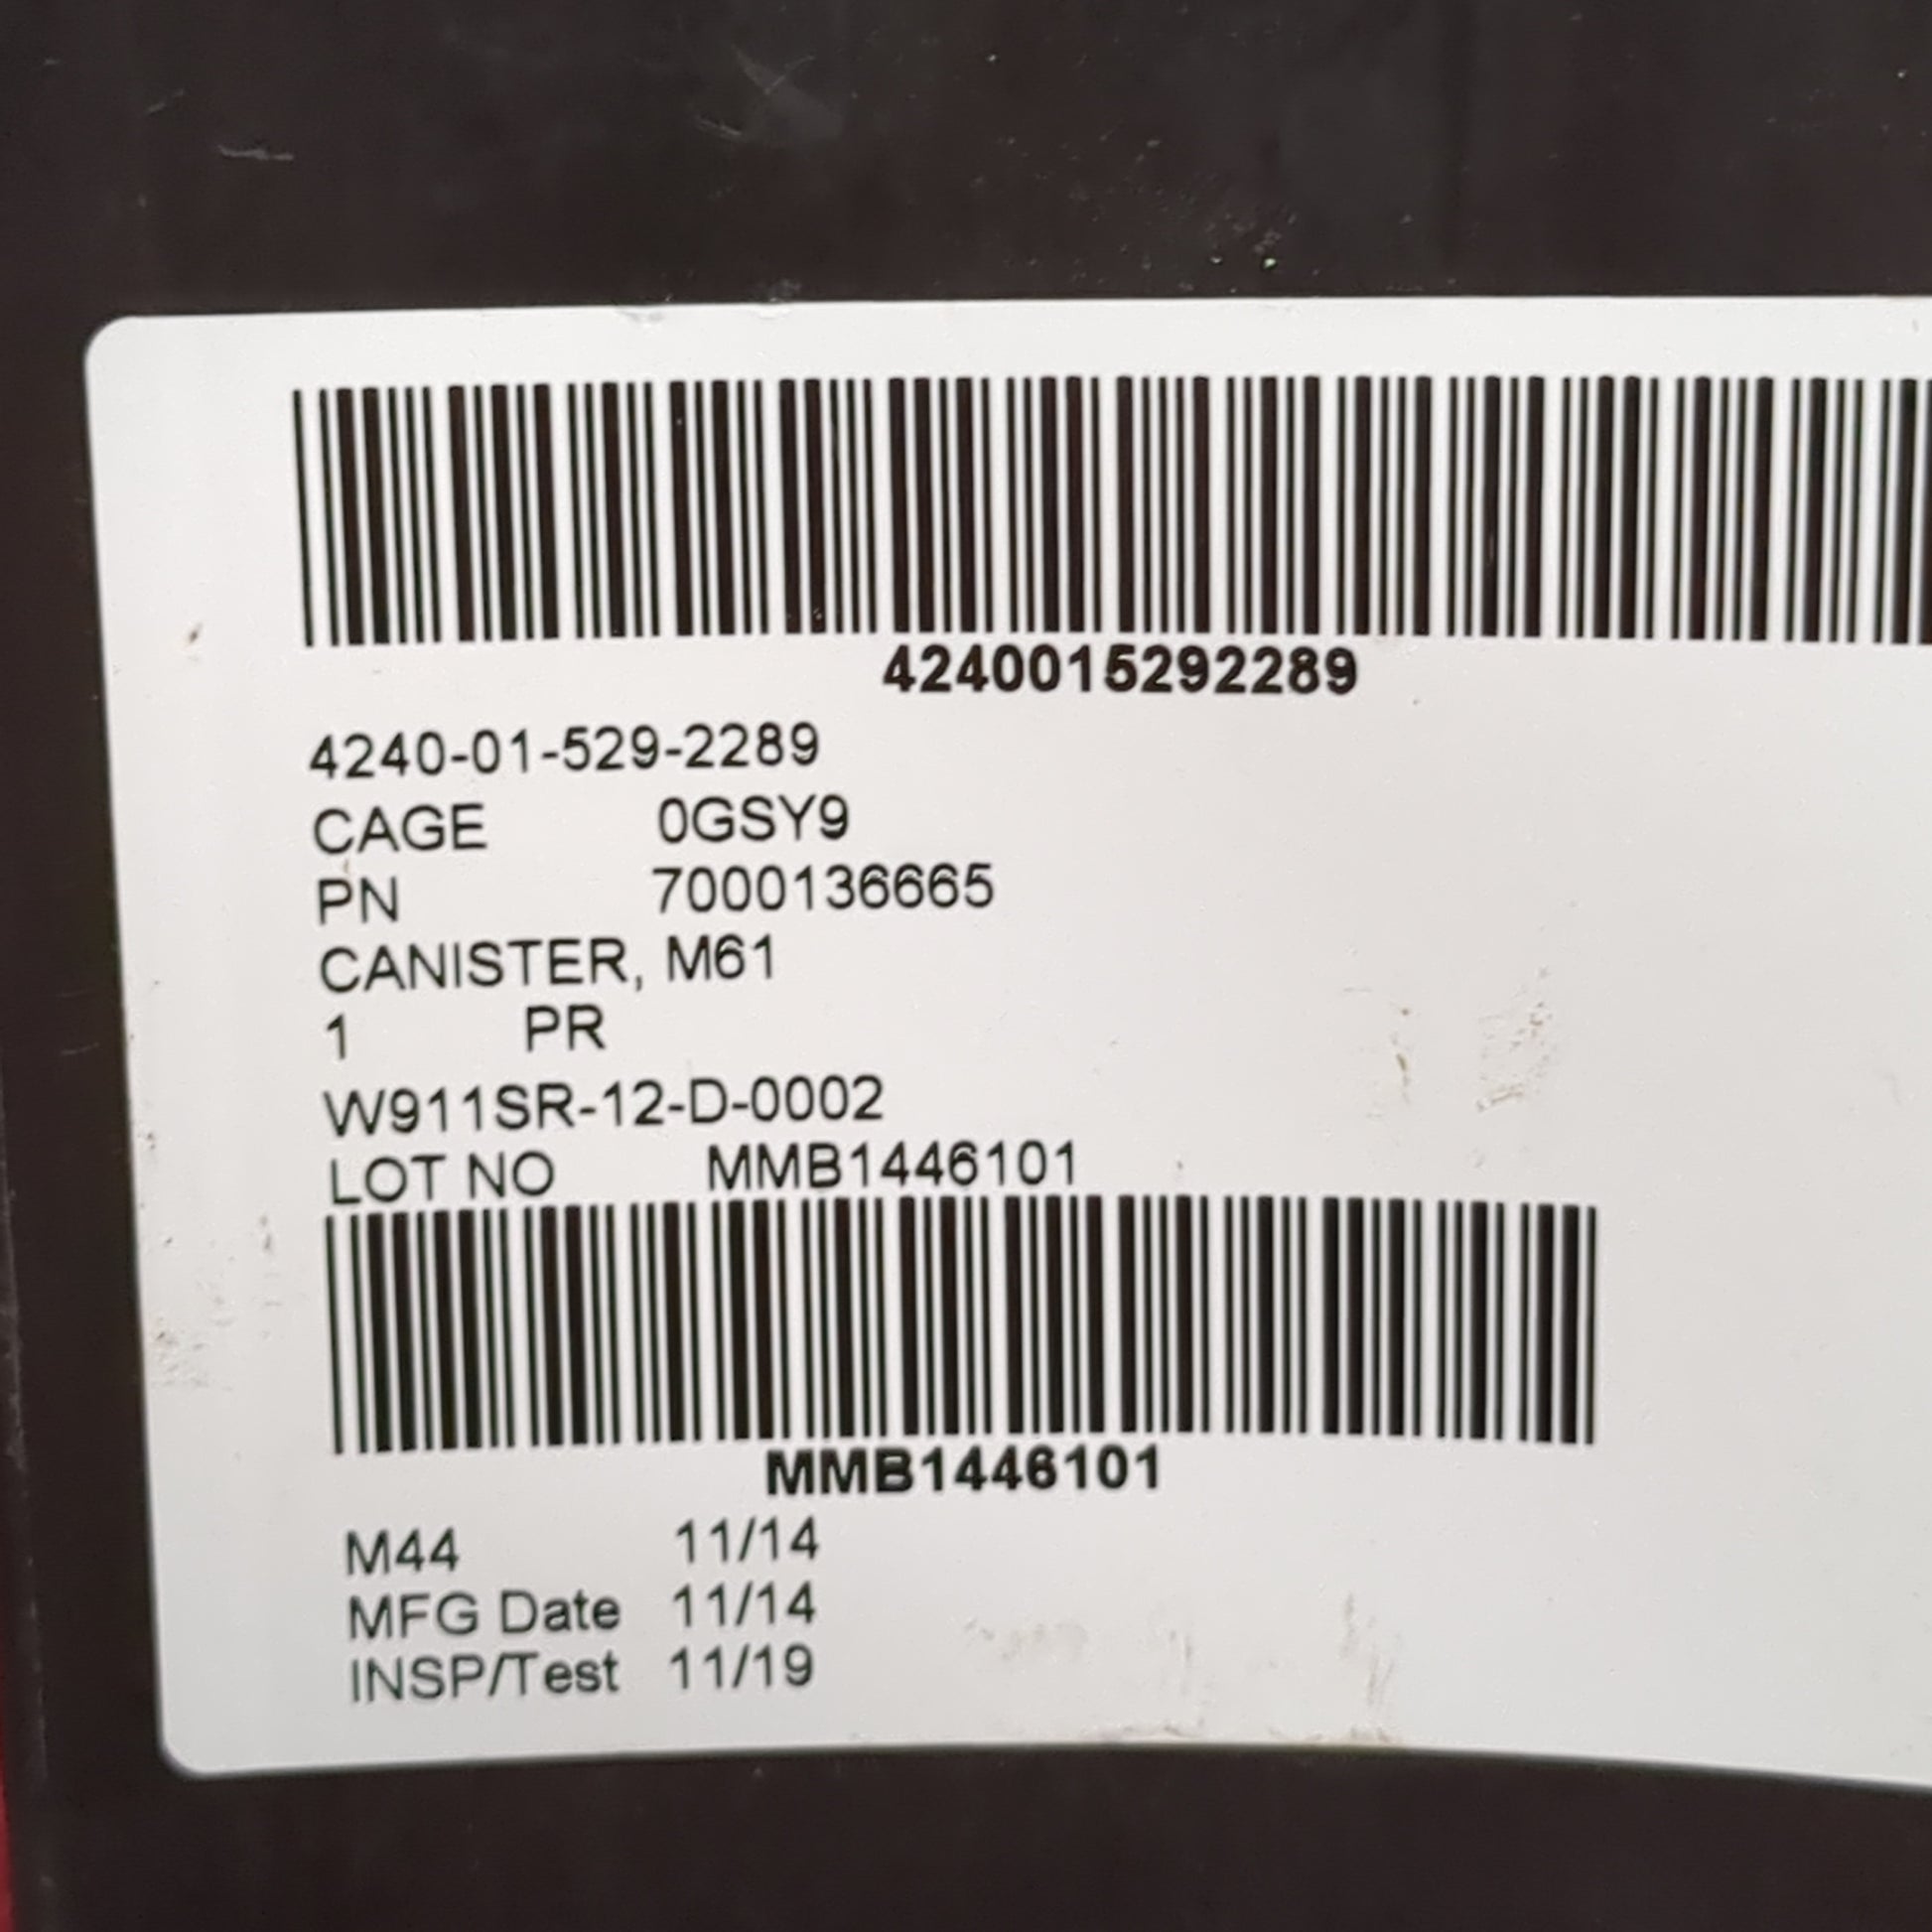 4240015292289
4240-01-529-2289
CAGE 0GSY9
PN 7000136665
CANISTER, M61
1 PR
W911SR-12-D-0002
LOT NO MMB1446101
MMB1446101
M44 11/14
MFG Date 11/14
INSP/Test 11/19